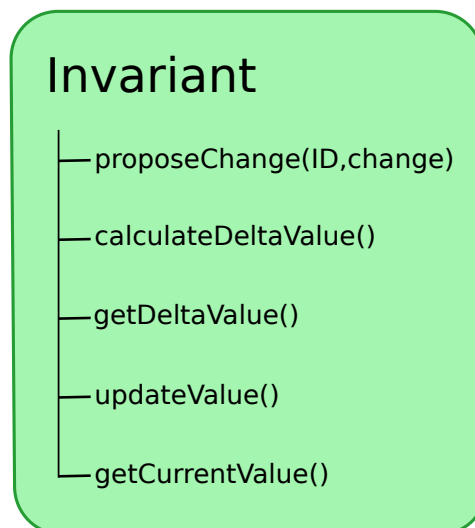 Invariant
proposeChange(ID,change)
calculateDeltaValue()
getDeltaValue()
updateValue()
getCurrentValue()